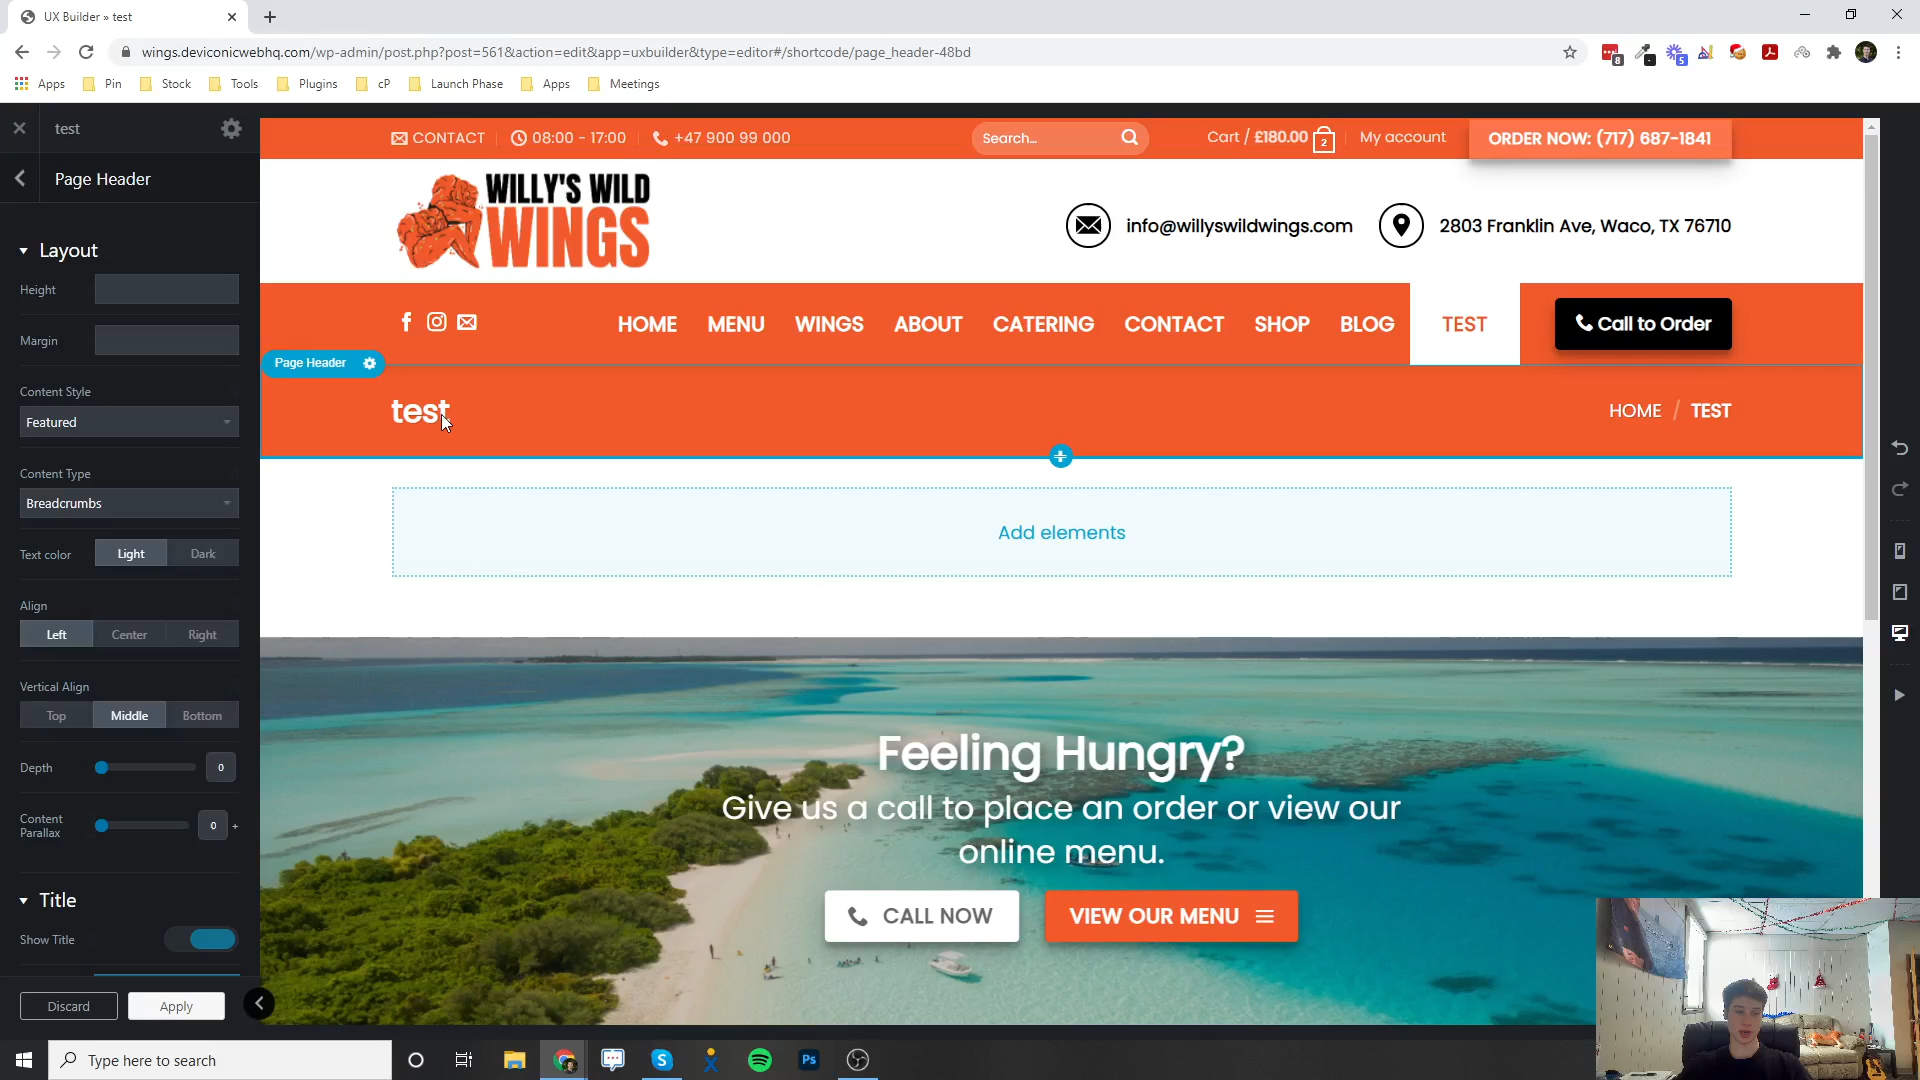 UX Builder » test
wings.deviconicwebhq.com/wp-admin/post.php?post=561&action=edit&app=uxbuilder&type=editor#/shortcode/page_header-48bd
8
5
Apps
Pin
Stock
Tools
Plugins
cP
Launch Phase
Apps
Meetings
test
Page Header
Layout
Height
Margin
Content Style
Featured
Content Type
Breadcrumbs
Text color
Light
Dark
Align
Left
Center
Right
Vertical Align
Top
Middle
Bottom
Depth
0
Content
Parallax
0
+
Title
Show Title
Discard
Apply
CONTACT
08:00 - 17:00
+47 900 99 000
Search...
Cart / £180.00
2
My account
ORDER NOW: (717) 687-1841
WILLY'S WILD
WINGS
info@willyswildwings.com
2803 Franklin Ave, Waco, TX 76710
HOME
MENU
WINGS
ABOUT
CATERING
CONTACT
SHOP
BLOG
TEST
Call to Order
Page Header
test
HOME / TEST
Add elements
Feeling Hungry?
Give us a call to place an order or view our
online menu.
CALL NOW
VIEW OUR MENU
Type here to search
S
Ps